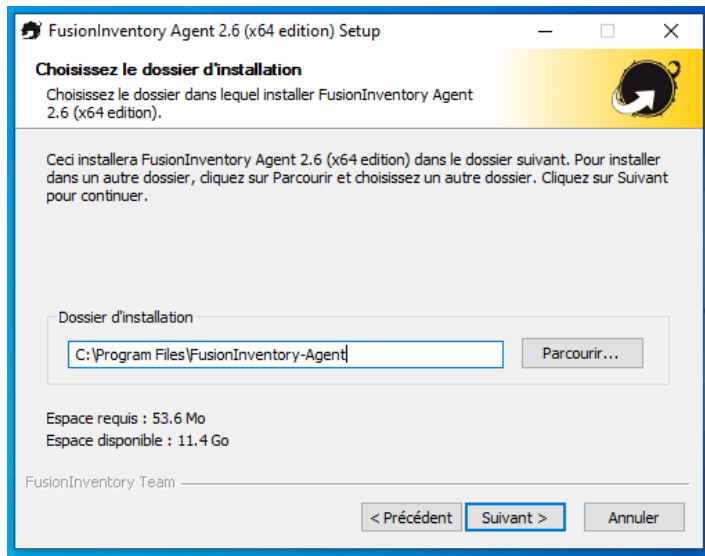 FusionInventory Agent 2.6 (x64 edition) Setup
Choisissez le dossier d'installation
Choisissez le dossier dans lequel installer FusionInventory Agent
2.6 (x64 edition).
Ceci installera FusionInventory Agent 2.6 (x64 edition) dans le dossier suivant. Pour installer
dans un autre dossier, cliquez sur Parcourir et choisissez un autre dossier. Cliquez sur Suivant
pour continuer.
Dossier d'installation
C:\Program Files\FusionInventory-Agent
Parcourir...
Espace requis : 53.6 Mo
Espace disponible : 11.4 Go
FusionInventory Team
< Précédent
Suivant >
Annuler